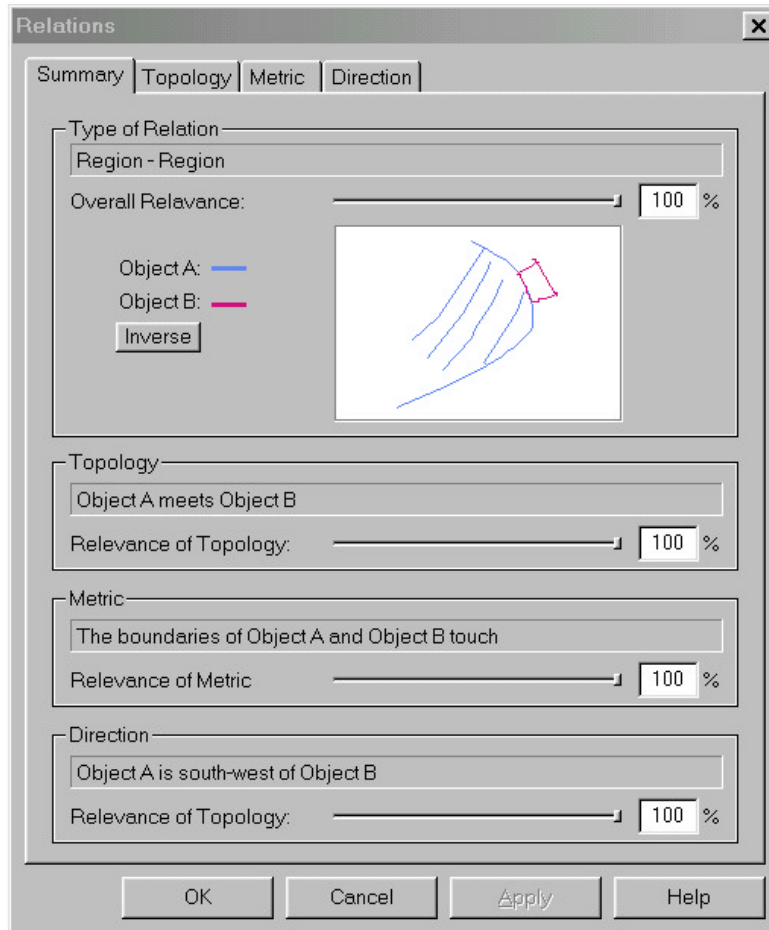 Relations
Summary Topology Metric Direction
Type of Relation
Region - Region
Overall Relavance: 100 %
Object A:
Object B:
Inverse
Topology
Object A meets Object B
Relevance of Topology: 100 %
Metric
The boundaries of Object A and Object B touch
Relevance of Metric 100 %
Direction
Object A is south-west of Object B
Relevance of Topology: 100 %
OK Cancel Apply Help